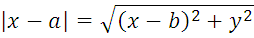 |x − a| = √((x − b)² + y²)